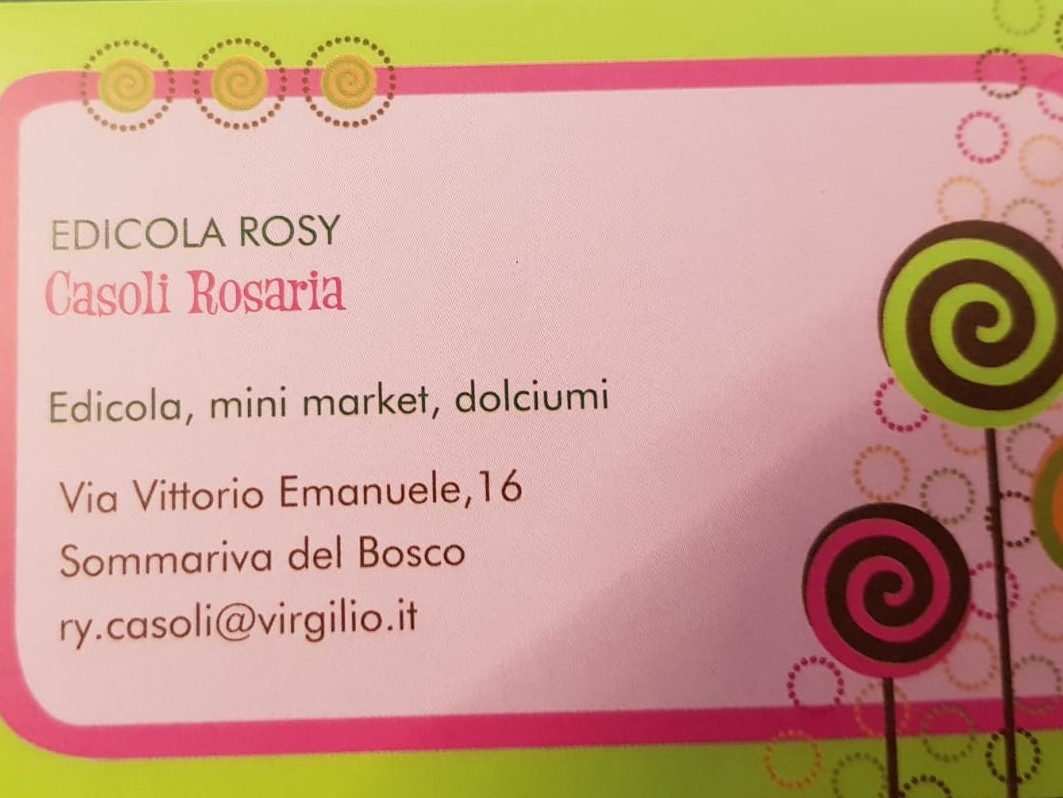 EDICOLA ROSY
Casoli Rosaria
Edicola, mini market, dolciumi
Via Vittorio Emanuele,16
Sommariva del Bosco
ry.casoli@virgilio.it